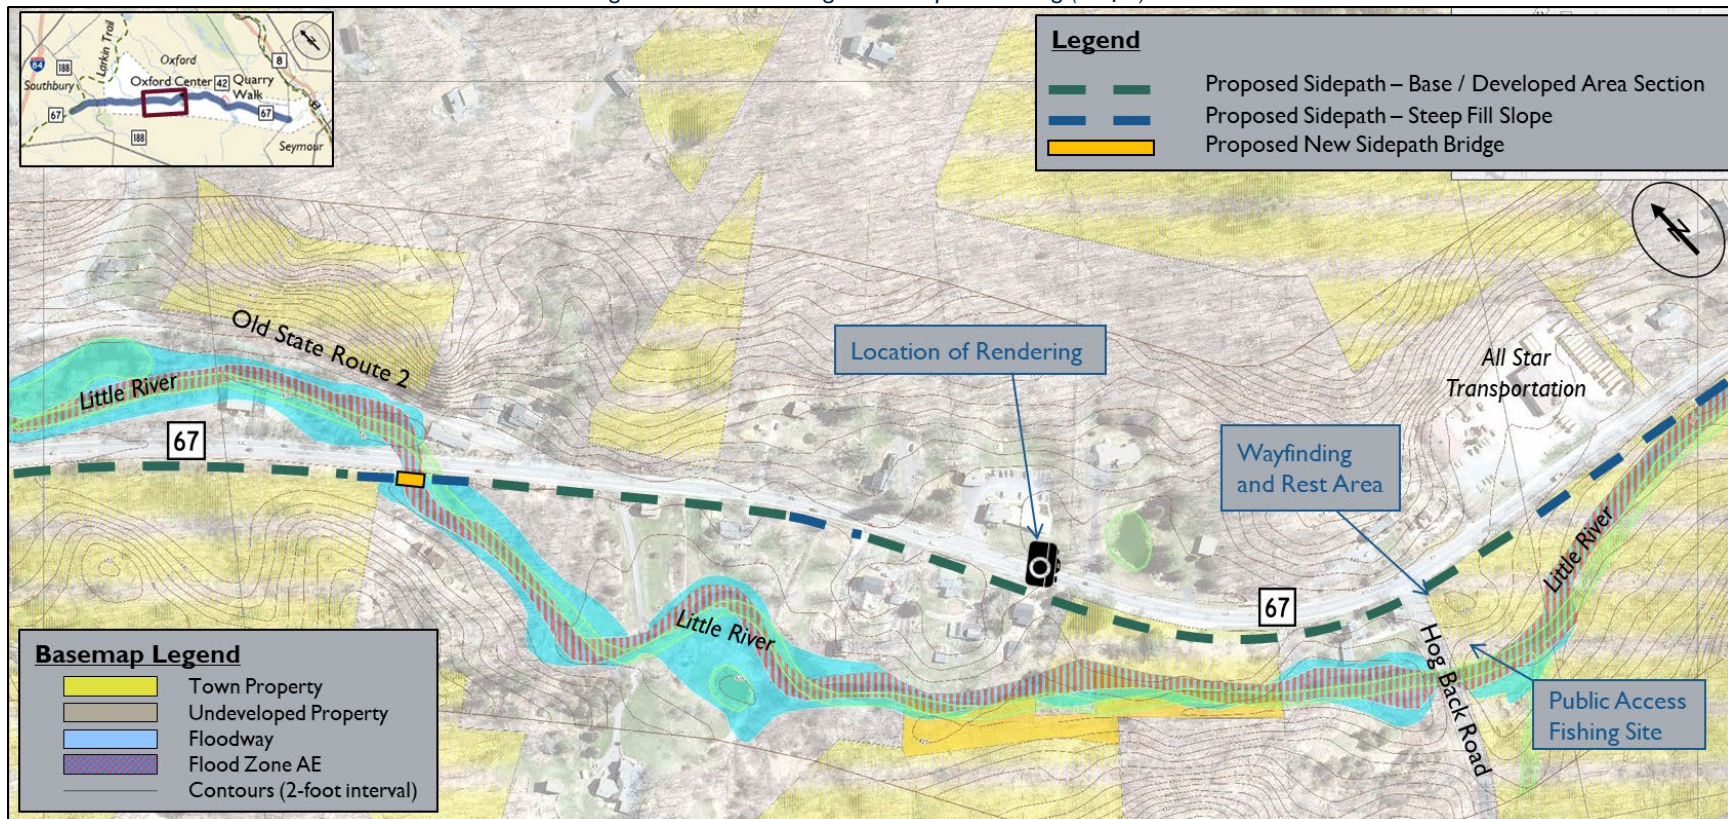 Legend
Proposed Sidepath – Base / Developed Area Section
Proposed Sidepath – Steep Fill Slope
Proposed New Sidepath Bridge
84
188
Larkin Trail
Oxford
8
Southbury
Oxford Center
42
Quarry
Walk
67
67
188
Seymour
N
Old State Route 2
Little River
67
Location of Rendering
All Star
Transportation
Wayfinding
and Rest Area
Little River
67
Little River
Hog Back Road
Public Access
Fishing Site
Basemap Legend
Town Property
Undeveloped Property
Floodway
Flood Zone AE
Contours (2-foot interval)